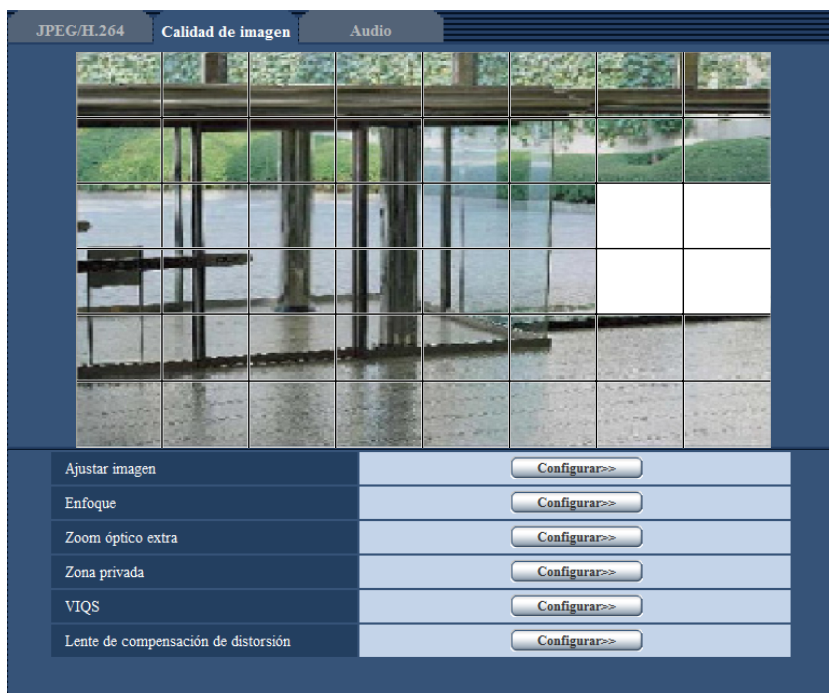 JPEG/H.264 Calidad de imagen Audio
Ajustar imagen Configurar>>
Enfoque Configurar>>
Zoom óptico extra Configurar>>
Zona privada Configurar>>
VIQS Configurar>>
Lente de compensación de distorsión Configurar>>